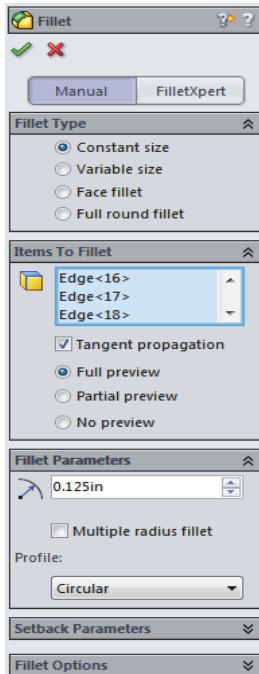 Fillet ?
Manual FilletXpert
Fillet Type
Constant size
Variable size
Face fillet
Full round fillet
Items To Fillet
Edge<16>
Edge<17>
Edge<18>
Tangent propagation
Full preview
Partial preview
No preview
Fillet Parameters
0.125in
Multiple radius fillet
Profile:
Circular
Setback Parameters
Fillet Options